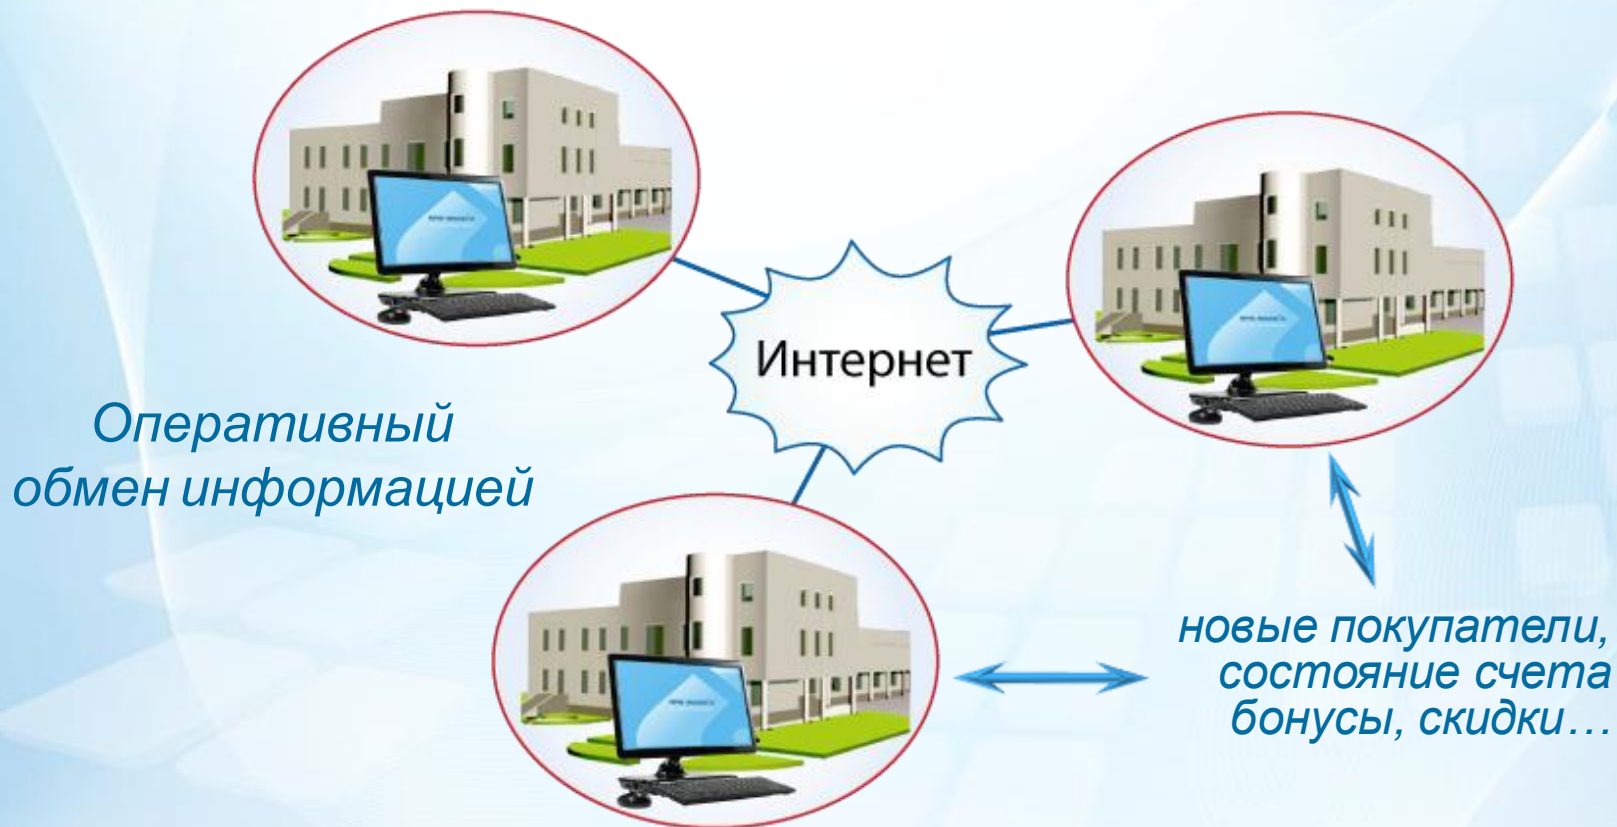 Интернет
Оперативный
обмен информацией
новые покупатели,
состояние счета
бонусы, скидки…